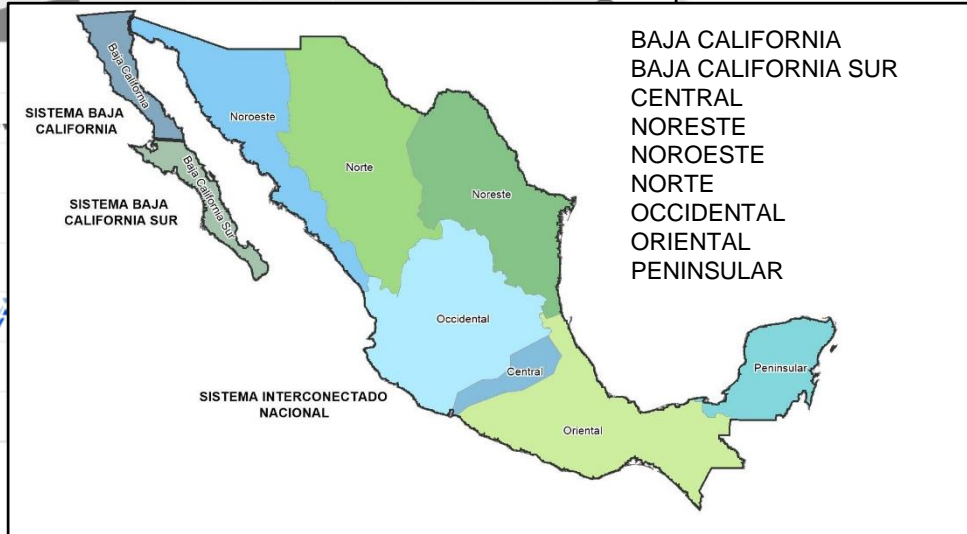 BAJA CALIFORNIA
BAJA CALIFORNIA SUR
CENTRAL
NORESTE
NOROESTE
NORTE
OCCIDENTAL
ORIENTAL
PENINSULAR
Baja California
SISTEMA BAJA
CALIFORNIA
Noroeste
Norte
Noreste
Baja California Sur
SISTEMA BAJA
CALIFORNIA SUR
Occidental
Central
Peninsular
SISTEMA INTERCONECTADO
NACIONAL
Oriental